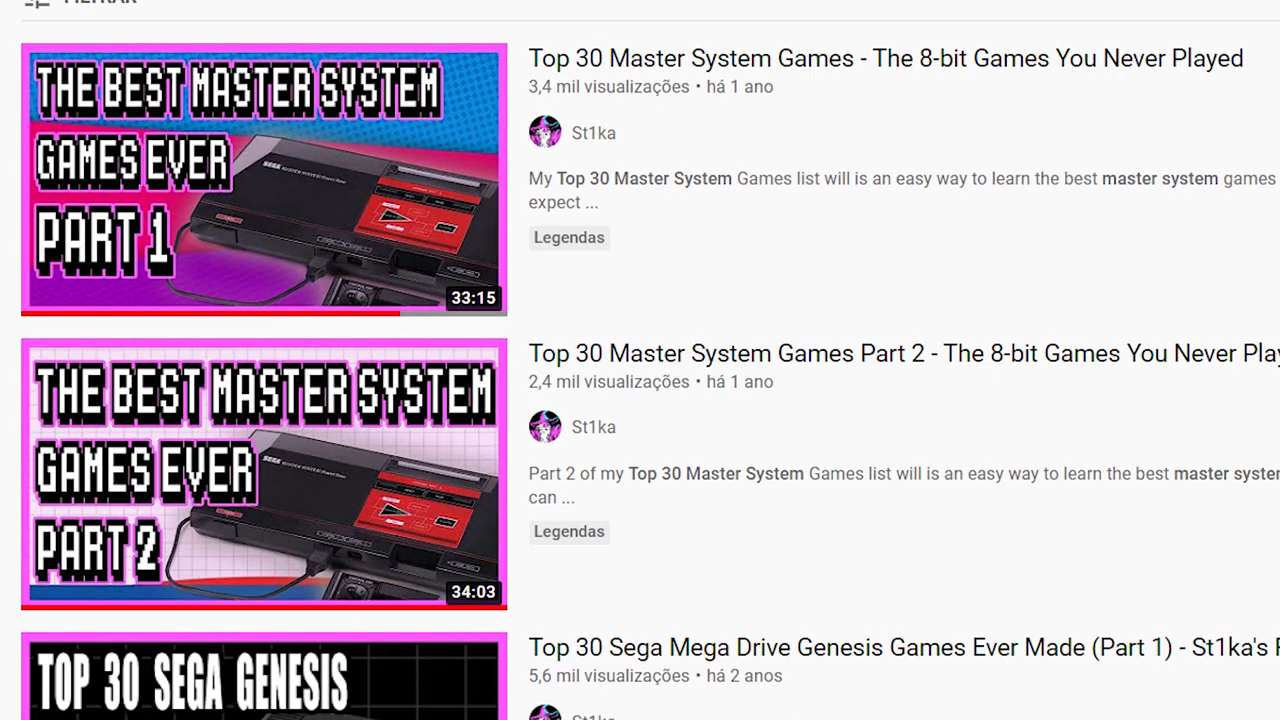 FILTRAR
THE BEST MASTER SYSTEM
GAMES EVER
PART 1
SEGA
33:15
Top 30 Master System Games - The 8-bit Games You Never Played
3,4 mil visualizações • há 1 ano
St1ka
My Top 30 Master System Games list will is an easy way to learn the best master system games
expect ...
Legendas
THE BEST MASTER SYSTEM
GAMES EVER
PART 2
SEGA
34:03
Top 30 Master System Games Part 2 - The 8-bit Games You Never Play
2,4 mil visualizações • há 1 ano
St1ka
Part 2 of my Top 30 Master System Games list will is an easy way to learn the best master system
can ...
Legendas
TOP 30 SEGA GENESIS
Top 30 Sega Mega Drive Genesis Games Ever Made (Part 1) - St1ka's
5,6 mil visualizações • há 2 anos
St1ka